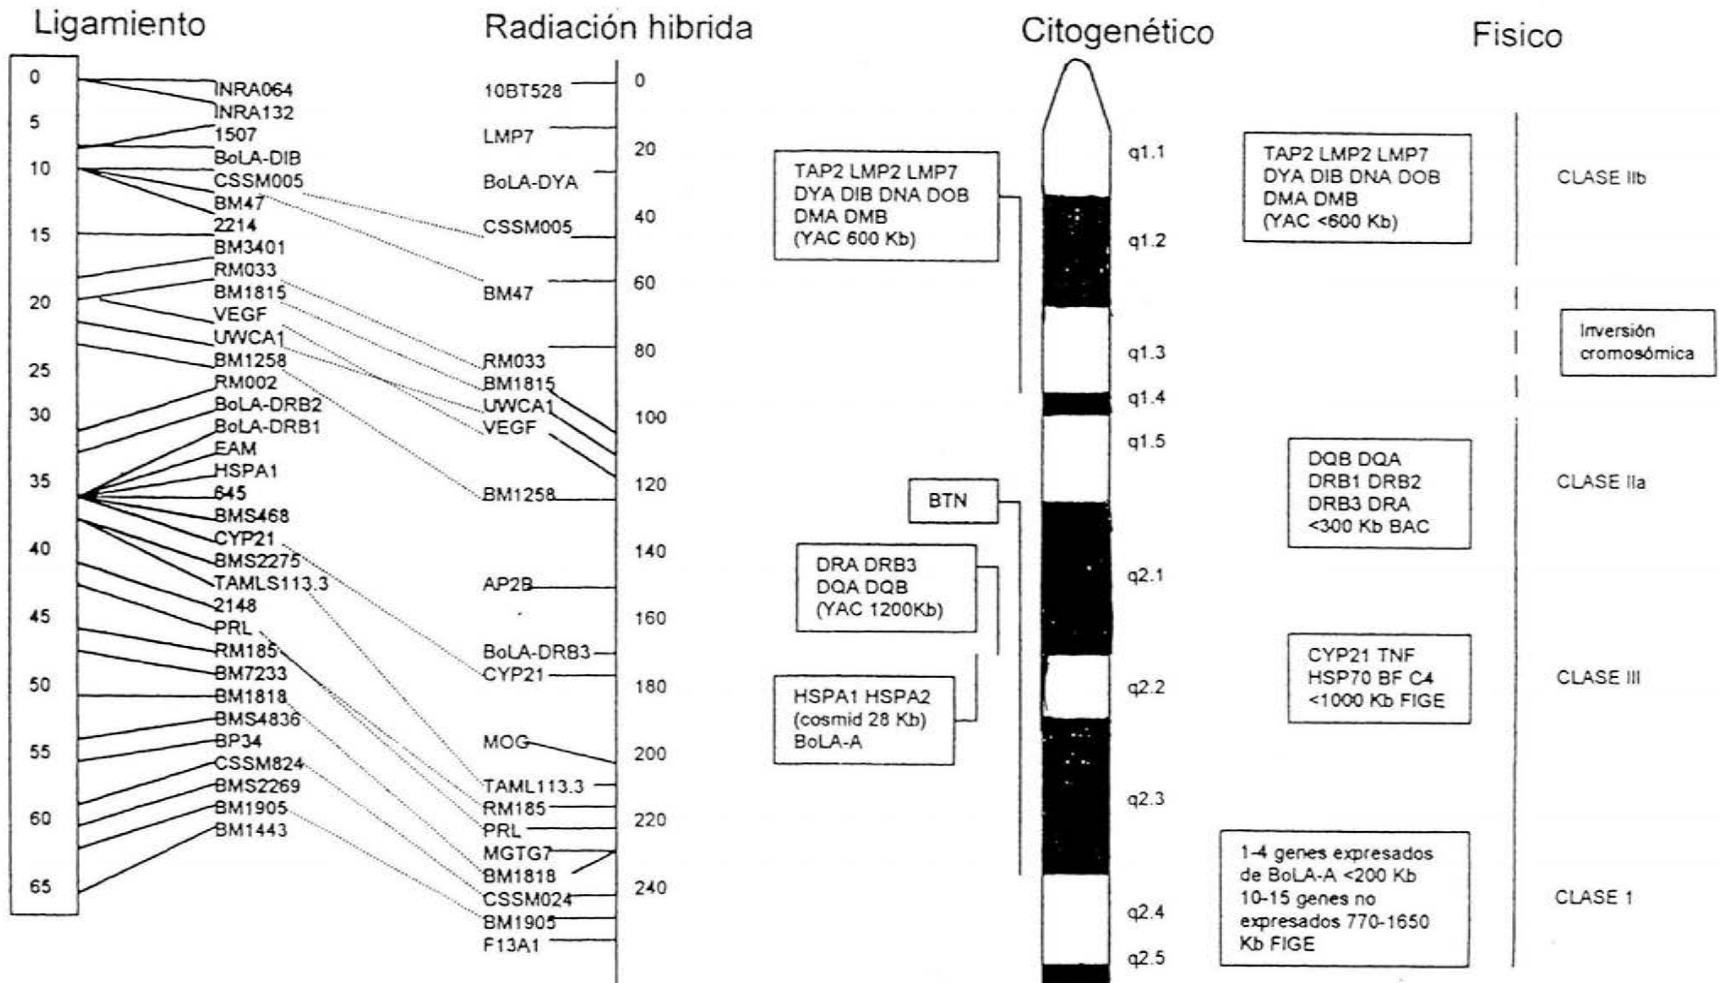 Ligamiento
0
5
10
15
20
25
30
35
40
45
50
55
60
65
INRA064
INRA132
1507
BoLA-DIB
CSSM005
BM47
2214
BM3401
RM033
BM1815
VEGF
UWCA1
BM1258
RM002
BoLA-DRB2
BoLA-DRB1
EAM
HSPA1
645
BMS468
CYP21
BMS2275
TAMLS113.3
2148
PRL
RM185
BM7233
BM1818
BMS4836
BP34
CSSM824
BMS2269
BM1905
BM1443
Radiación hibrida
10BT528
LMP7
BoLA-DYA
CSSM005
BM47
RM033
BM1815
UWCA1
VEGF
BM1258
AP2B
BoLA-DRB3
CYP21
MOG
TAML113.3
RM185
PRL
MGTG7
BM1818
CSSM024
BM1905
F13A1
0
20
40
60
80
100
120
140
160
180
200
220
240
Citogenético
TAP2 LMP2 LMP7
DYA DIB DNA DOB
DMA DMB
(YAC 600 Kb)
BTN
DRA DRB3
DQA DQB
(YAC 1200Kb)
HSPA1 HSPA2
(cosmid 28 Kb)
BoLA-A
q1.1
q1.2
q1.3
q1.4
q1.5
q2.1
q2.2
q2.3
q2.4
q2.5
Fisico
TAP2 LMP2 LMP7
DYA DIB DNA DOB
DMA DMB
(YAC <600 Kb)
CLASE IIb
Inversión
cromosómica
DQB DQA
DRB1 DRB2
DRB3 DRA
<300 Kb BAC
CLASE IIa
CYP21 TNF
HSP70 BF C4
<1000 Kb FIGE
CLASE III
1-4 genes expresados
de BoLA-A <200 Kb
10-15 genes no
expresados 770-1650
Kb FIGE
CLASE 1